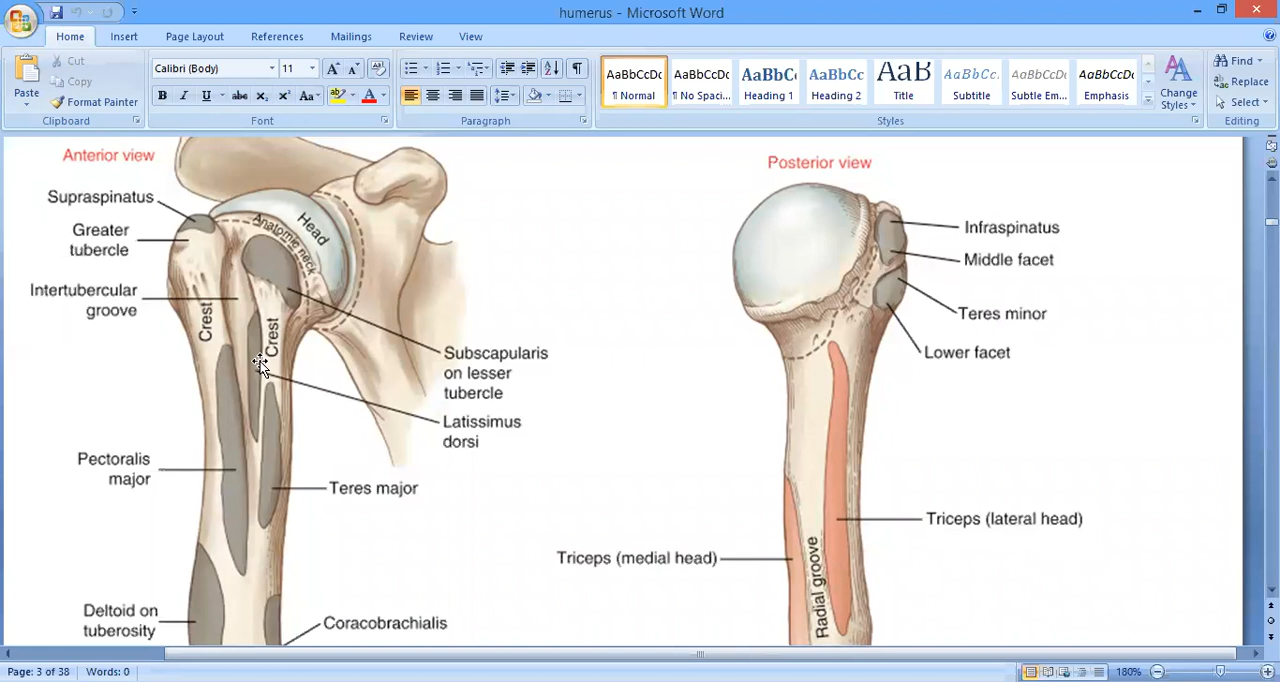 humerus - Microsoft Word
Home Insert Page Layout References Mailings Review View
Paste
Cut
Copy
Format Painter
Clipboard
Calibri (Body) 11
B I U abc X₂ X² Aa
Font
Paragraph
AaBbCcDc AaBbCcDc AaBbC AaBbCc AaB AaBbCc. AaBbCcDc AaBbCcDc
¶ Normal ¶ No Spaci... Heading 1 Heading 2 Title Subtitle Subtle Em... Emphasis
Change
Styles
Styles
Find
Replace
Select
Editing
Anterior view
Supraspinatus
Greater
tubercle
Intertubercular
groove
Crest
Anatomic neck
Head
Crest
Subscapularis
on lesser
tubercle
Latissimus
dorsi
Pectoralis
major
Teres major
Deltoid on
tuberosity
Coracobrachialis
Posterior view
Infraspinatus
Middle facet
Teres minor
Lower facet
Triceps (lateral head)
Triceps (medial head)
Radial groove
Page: 3 of 38 Words: 0
180%